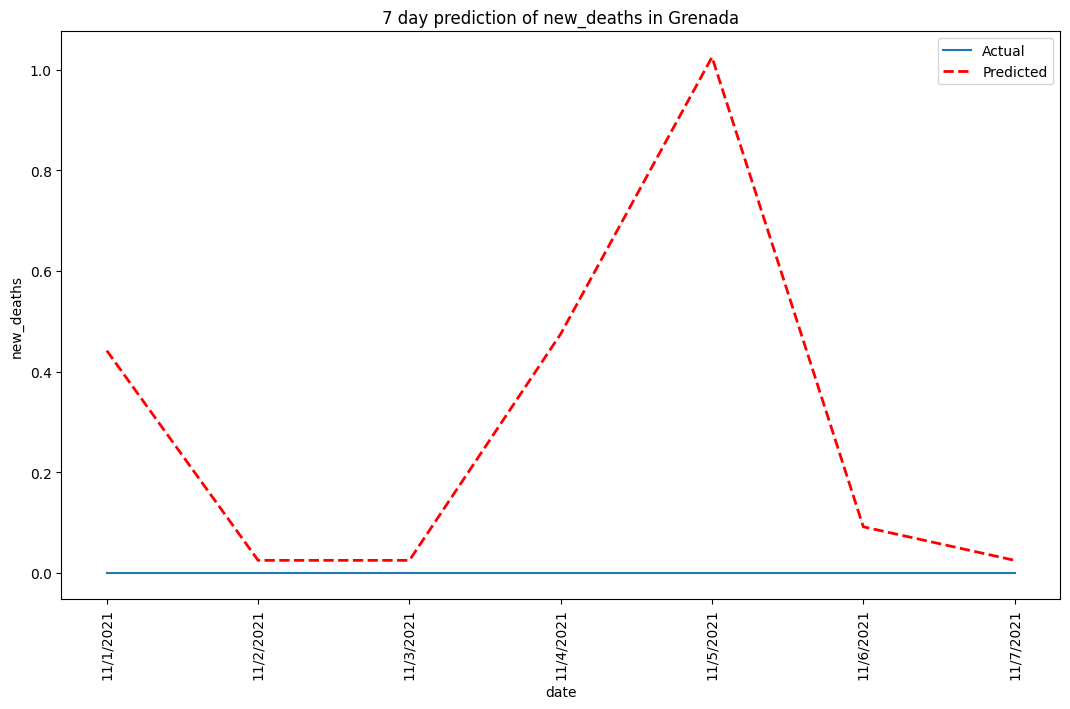 7 day prediction of new_deaths in Grenada
Actual
Predicted
1.0
0.8
0.6
0.4
0.2
0.0
new_deaths
11/1/2021
11/2/2021
11/3/2021
11/4/2021
11/5/2021
11/6/2021
11/7/2021
date